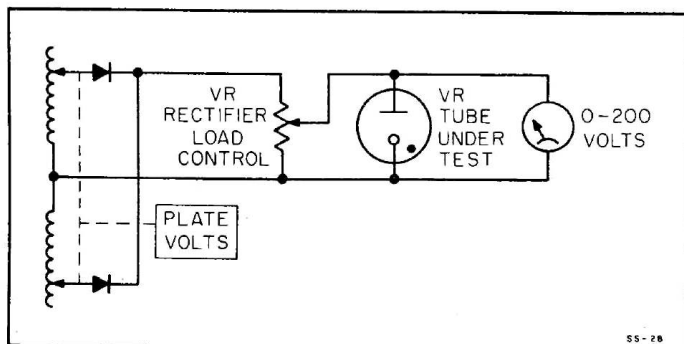 VR
RECTIFIER
LOAD
CONTROL
VR
TUBE
UNDER
TEST
0-200
VOLTS
PLATE
VOLTS
SS-28